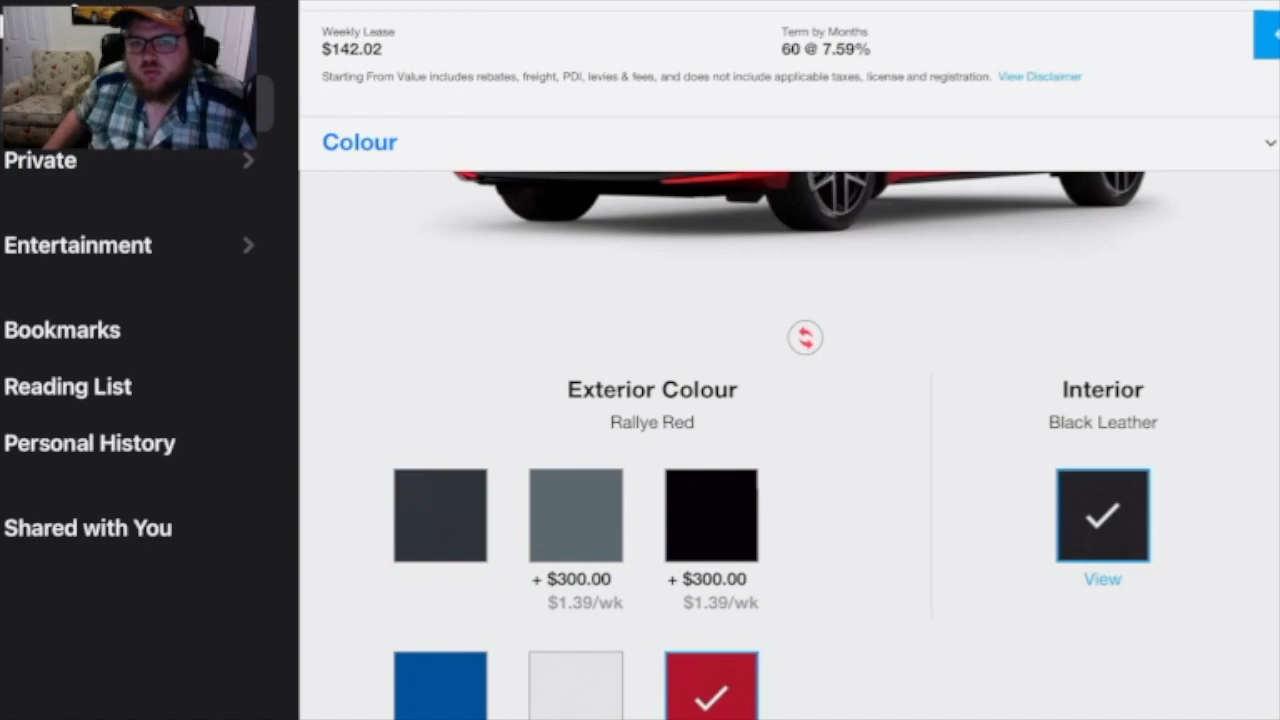 Weekly Lease
$142.02
Term by Months
60 @ 7.59%
Starting From Value includes rebates, freight, PDI, levies & fees, and does not include applicable taxes, license and registration. View Disclaimer
Colour
Private
Entertainment
Bookmarks
Reading List
Personal History
Shared with You
Exterior Colour
Rallye Red
+ $300.00
$1.39/wk
+ $300.00
$1.39/wk
Interior
Black Leather
View